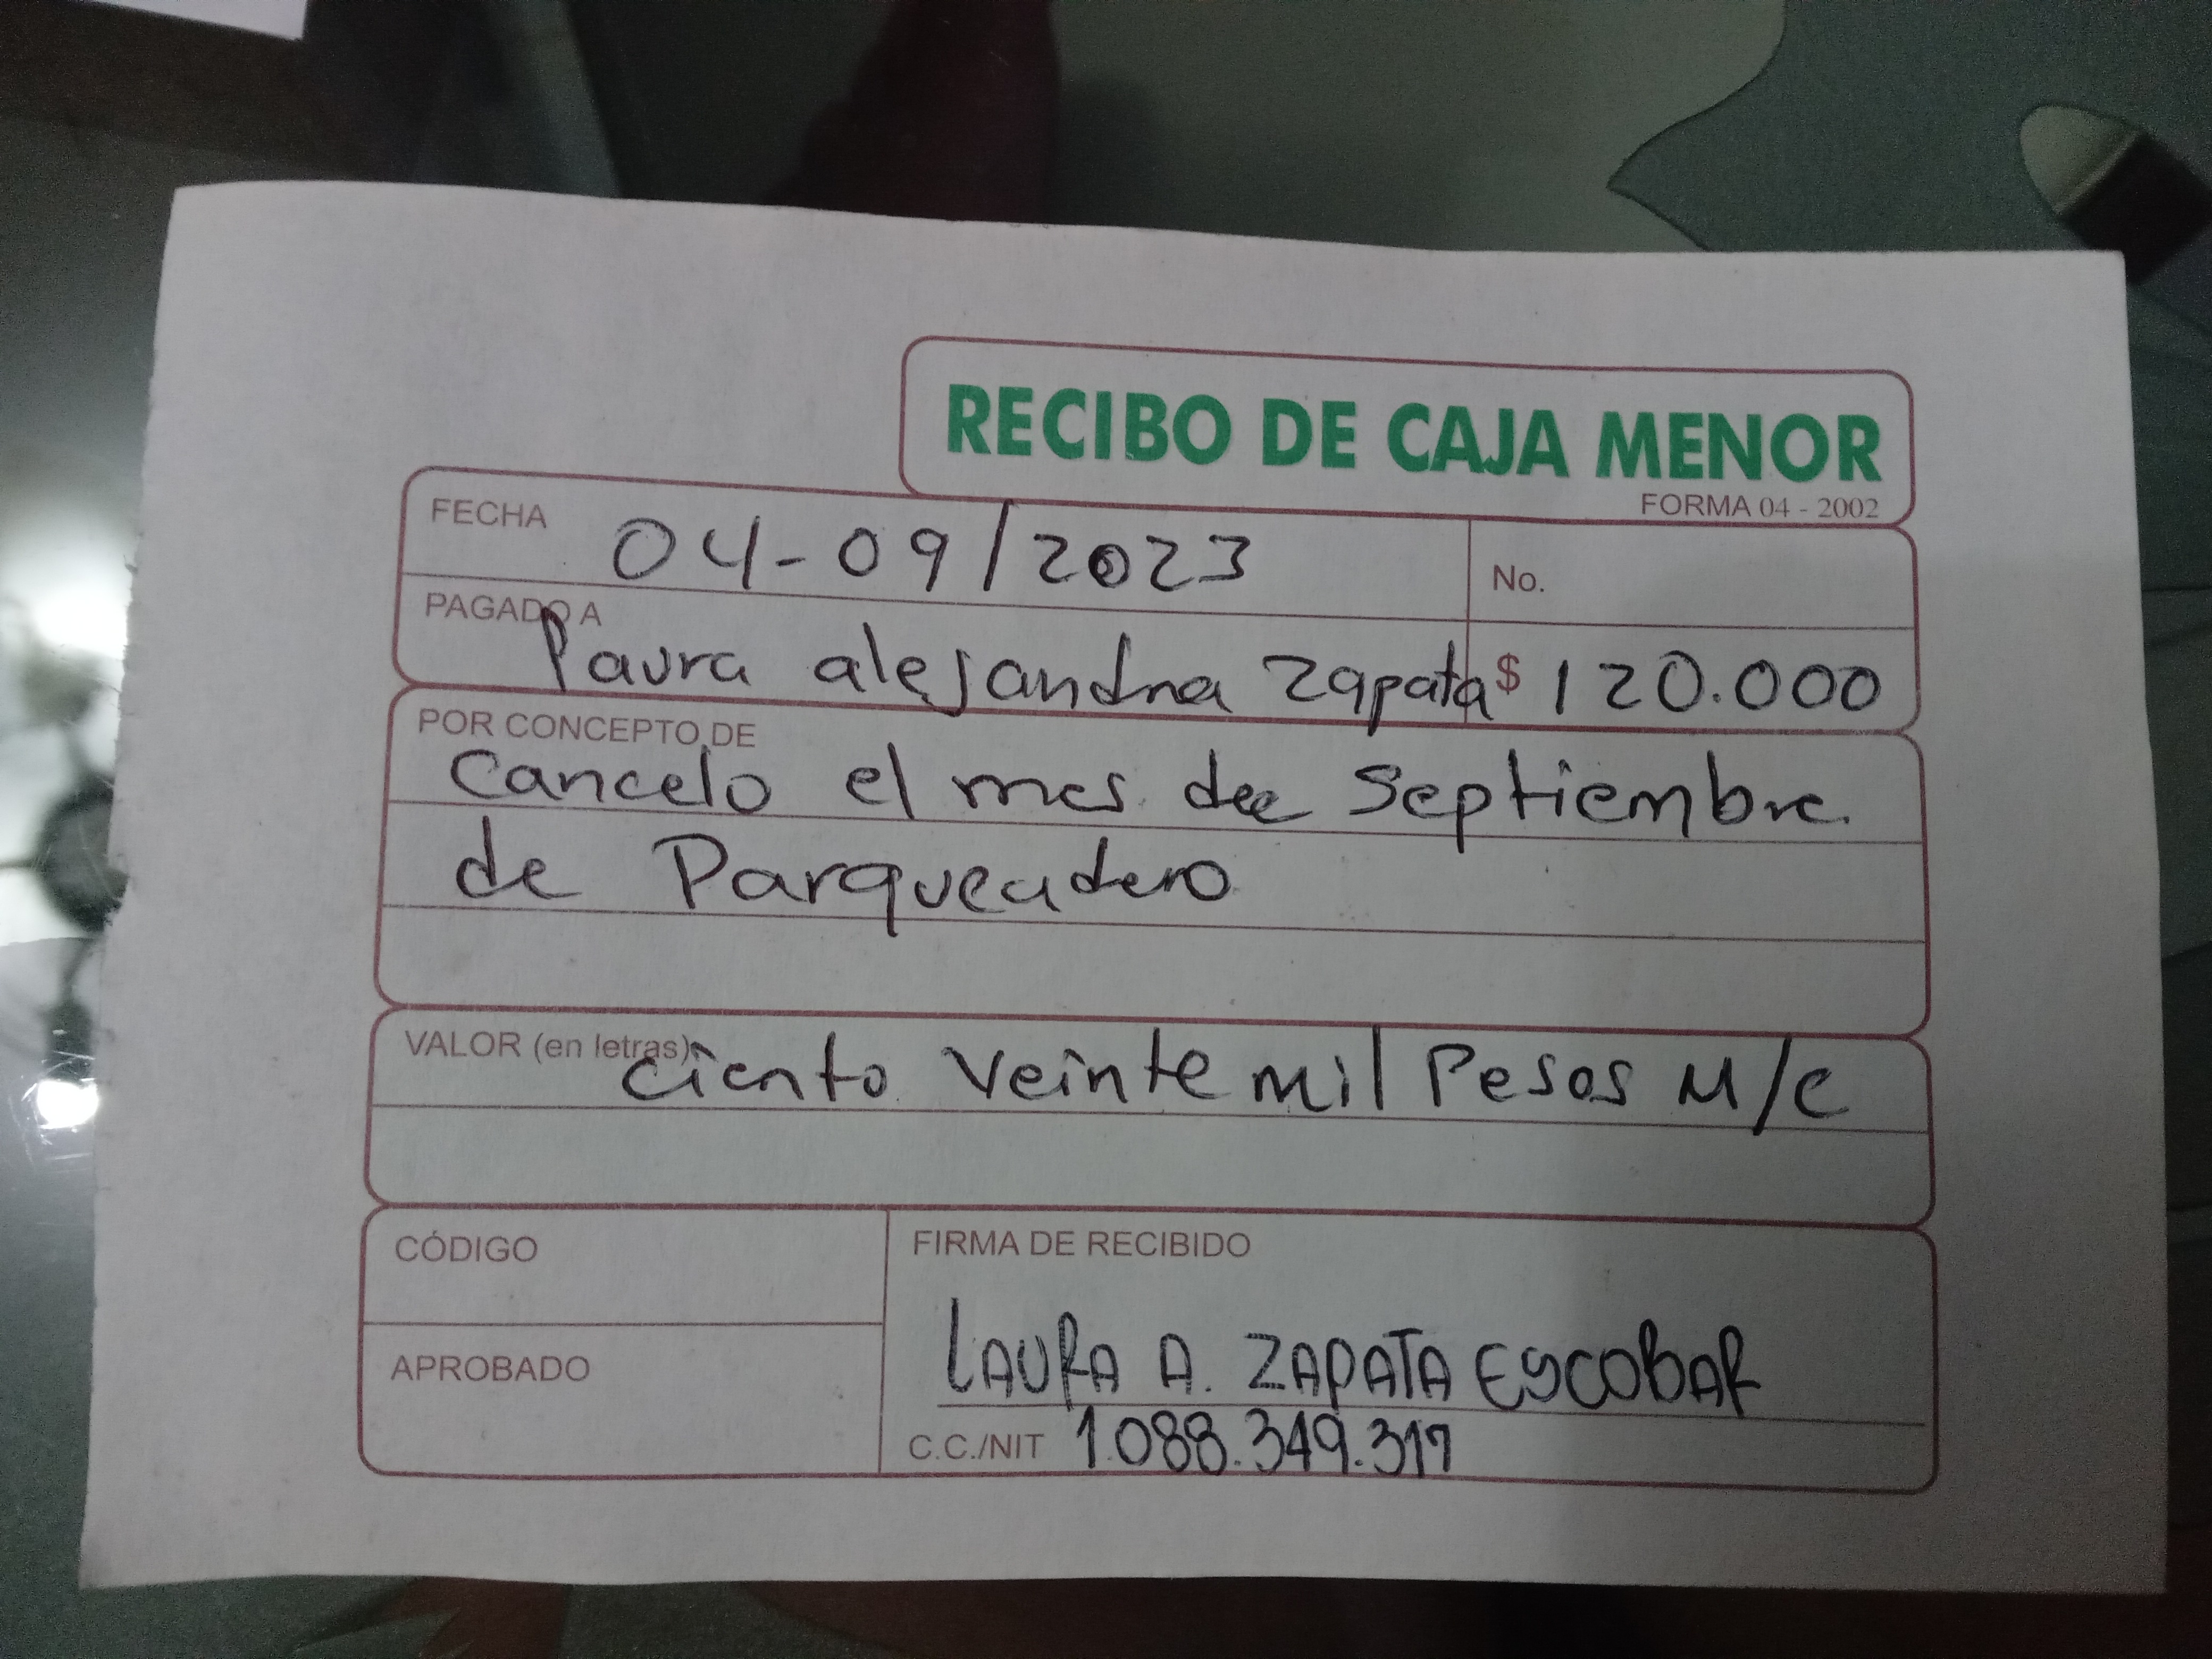 RECIBO DE CAJA MENOR
FORMA 04 - 2002
FECHA 04-09/2023
No.
PAGADO A Laura alejandra Zapata $ 120.000
POR CONCEPTO DE
Cancelo el mes de Septiembre
de Parqueadero
VALOR (en letras) ciento veinte mil Pesos M/C
CÓDIGO
FIRMA DE RECIBIDO
APROBADO
LAURA A. ZAPATA ESCOBAR
C.C./NIT 1.088.349.317